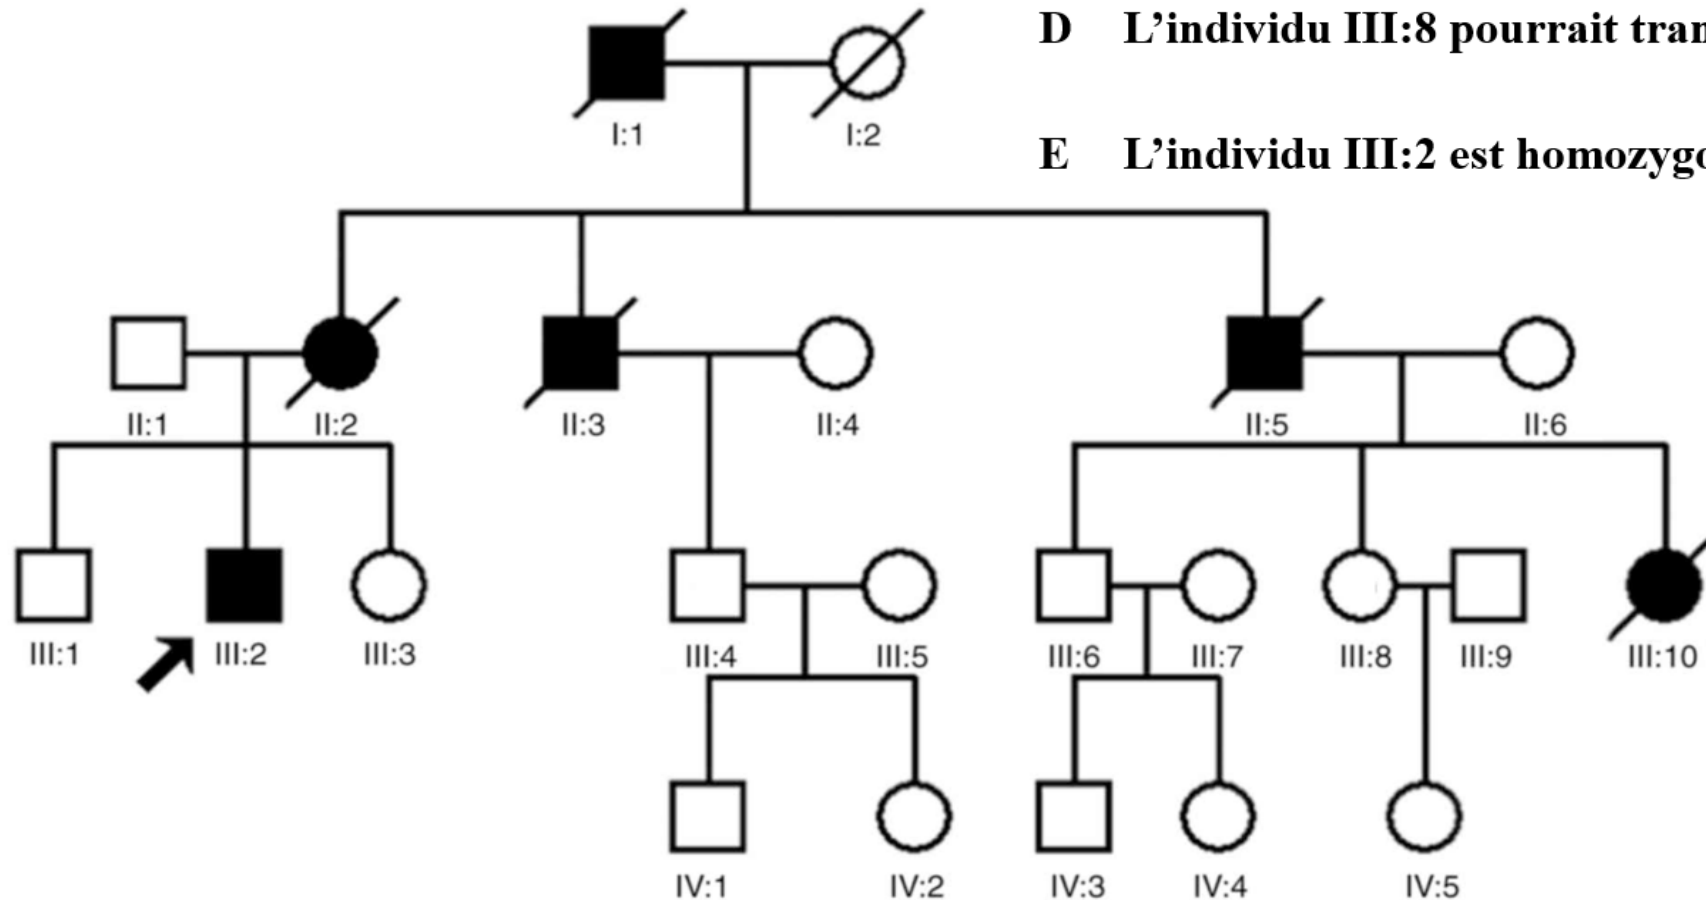 D L’individu III:8 pourrait
E L’individu III:2 est
I:1 I:2
II:1 II:2 II:3 II:4 II:5 II:6
III:1 III:2 III:3 III:4 III:5 III:6 III:7 III:8 III:9 III:10
IV:1 IV:2 IV:3 IV:4 IV:5